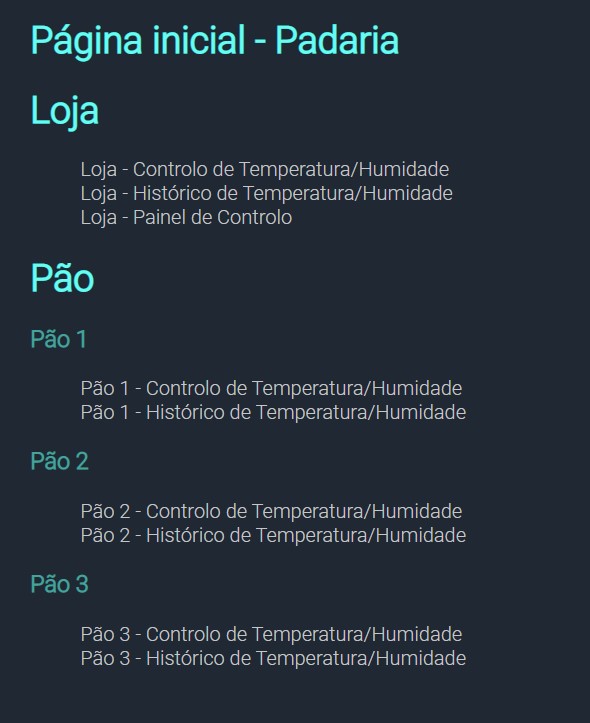 Página inicial - Padaria
Loja
Loja - Controlo de Temperatura/Humidade
Loja - Histórico de Temperatura/Humidade
Loja - Painel de Controlo
Pão
Pão 1
Pão 1 - Controlo de Temperatura/Humidade
Pão 1 - Histórico de Temperatura/Humidade
Pão 2
Pão 2 - Controlo de Temperatura/Humidade
Pão 2 - Histórico de Temperatura/Humidade
Pão 3
Pão 3 - Controlo de Temperatura/Humidade
Pão 3 - Histórico de Temperatura/Humidade